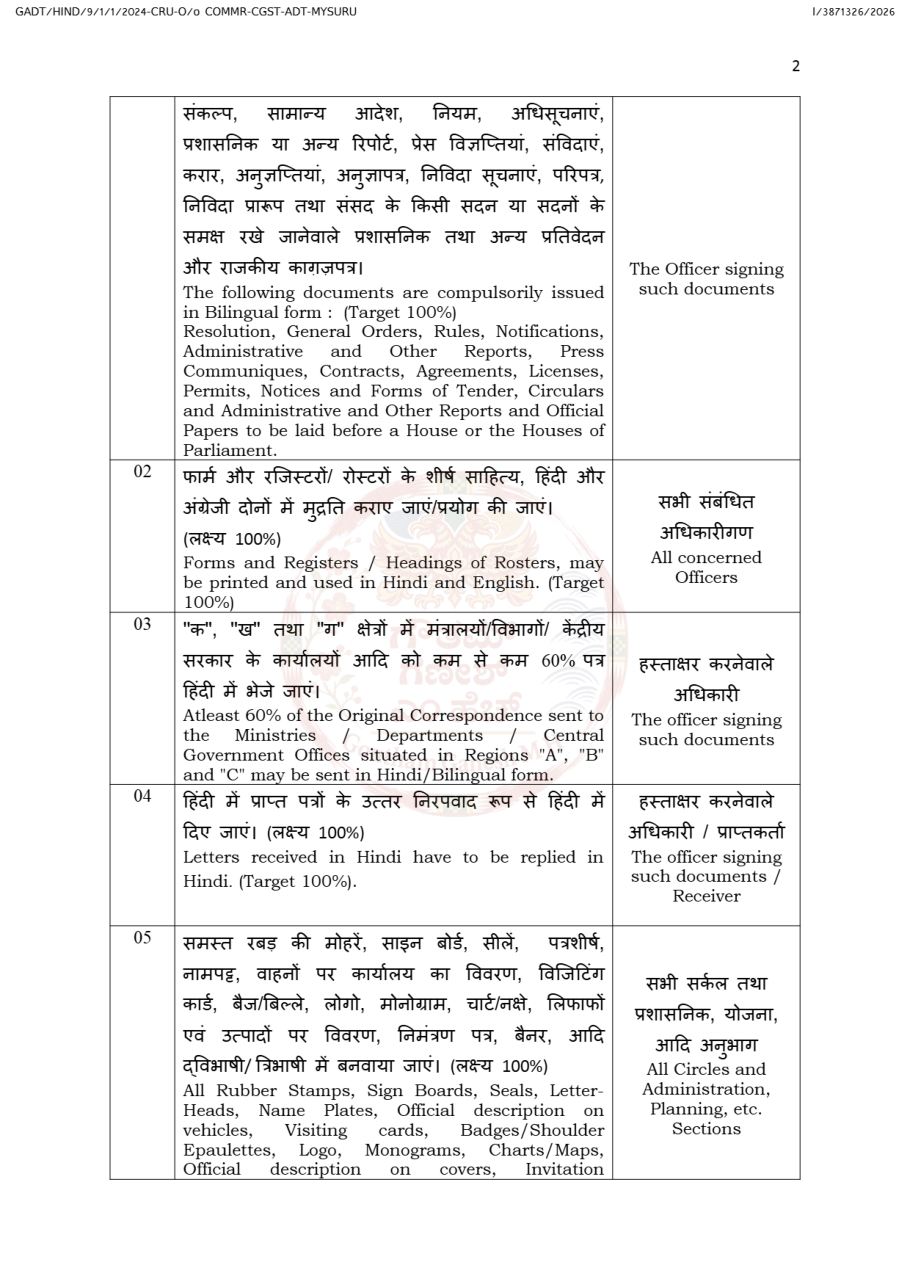 GADT/HIND/9/1/1/2024-CRU-O/o COMMR-CGST-ADT-MYSURU
I/3871326/2026
2
संकल्प, सामान्य आदेश, नियम, अधिसूचनाएं,
प्रशासनिक या अन्य रिपोर्ट, प्रेस विज्ञप्तियां, संविदाएं,
करार, अनुज्ञप्तियां, अनुज्ञापत्र, निविदा सूचनाएं, परिपत्र,
निविदा प्रारूप तथा संसद के किसी सदन या सदनों के
समक्ष रखे जानेवाले प्रशासनिक तथा अन्य प्रतिवेदन
और राजकीय कागज़पत्र।
The following documents are compulsorily issued
in Bilingual form : (Target 100%)
Resolution, General Orders, Rules, Notifications,
Administrative and Other Reports, Press
Communiques, Contracts, Agreements, Licenses,
Permits, Notices and Forms of Tender, Circulars
and Administrative and Other Reports and Official
Papers to be laid before a House or the Houses of
Parliament.
The Officer signing
such documents
02
फार्म और रजिस्टरों/ रोस्टरों के शीर्ष साहित्य, हिंदी और
अंग्रेजी दोनों में मुद्रति कराए जाएं/प्रयोग की जाएं।
(लक्ष्य 100%)
Forms and Registers / Headings of Rosters, may
be printed and used in Hindi and English. (Target
100%)
सभी संबंधित
अधिकारीगण
All concerned
Officers
03
"क", "ख" तथा "ग" क्षेत्रों में मंत्रालयों/विभागों/ केंद्रीय
सरकार के कार्यालयों आदि को कम से कम 60% पत्र
हिंदी में भेजे जाएं।
Atleast 60% of the Original Correspondence sent to
the Ministries / Departments / Central
Government Offices situated in Regions "A", "B"
and "C" may be sent in Hindi/Bilingual form.
हस्ताक्षर करनेवाले
अधिकारी
The officer signing
such documents
04
हिंदी में प्राप्त पत्रों के उत्तर निरपवाद रूप से हिंदी में
दिए जाएं। (लक्ष्य 100%)
Letters received in Hindi have to be replied in
Hindi. (Target 100%).
हस्ताक्षर करनेवाले
अधिकारी / प्राप्तकर्ता
The officer signing
such documents /
Receiver
05
समस्त रबड़ की मोहरें, साइन बोर्ड, सीलें, पत्रशीर्ष,
नामपट्ट, वाहनों पर कार्यालय का विवरण, विजिटिंग
कार्ड, बैज/बिल्ले, लोगो, मोनोग्राम, चार्ट/नक्शे, लिफाफों
एवं उत्पादों पर विवरण, निमंत्रण पत्र, बैनर, आदि
द्विभाषी/ त्रिभाषी में बनवाया जाएं। (लक्ष्य 100%)
All Rubber Stamps, Sign Boards, Seals, Letter-
Heads, Name Plates, Official description on
vehicles, Visiting cards, Badges/Shoulder
Epaulettes, Logo, Monograms, Charts/Maps,
Official description on covers, Invitation
सभी सर्कल तथा
प्रशासनिक, योजना,
आदि अनुभाग
All Circles and
Administration,
Planning, etc.
Sections